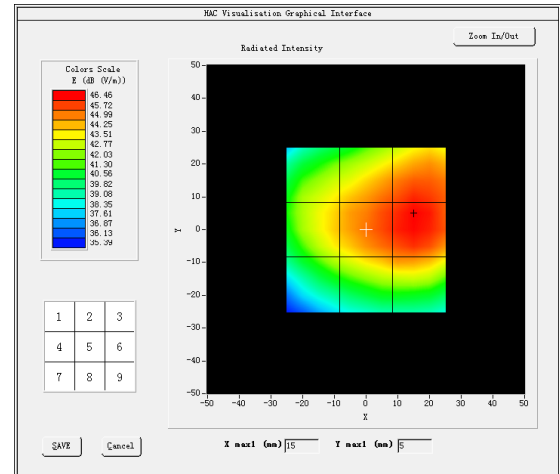 HAC Visualisation Graphical Interface
Zoom In/Out
Radiated Intensity
Colors Scale
E (dB (V/m))
46.46
45.72
44.99
44.25
43.51
42.77
42.03
41.30
40.56
39.82
39.08
38.35
37.61
36.87
36.13
35.39
50
40
30
20
10
0
-10
-20
-30
-40
-50
Y
-50 -40 -30 -20 -10 0 10 20 30 40 50
X
1 2 3
4 5 6
7 8 9
SAVE Cancel
X max1 (mm) 15 Y max1 (mm) 5